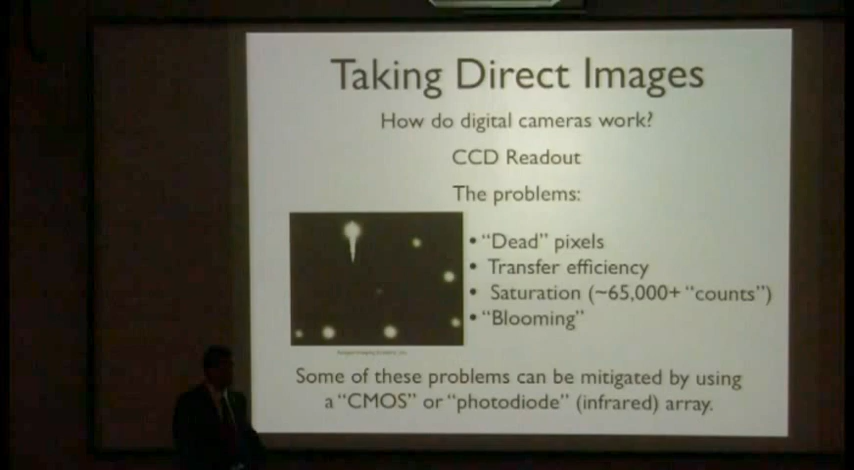 Taking Direct Images
How do digital cameras work?
CCD Readout
The problems:
• “Dead” pixels
• Transfer efficiency
• Saturation (~65,000+ “counts”)
• “Blooming”
Some of these problems can be mitigated by using
a “CMOS” or “photodiode” (infrared) array.